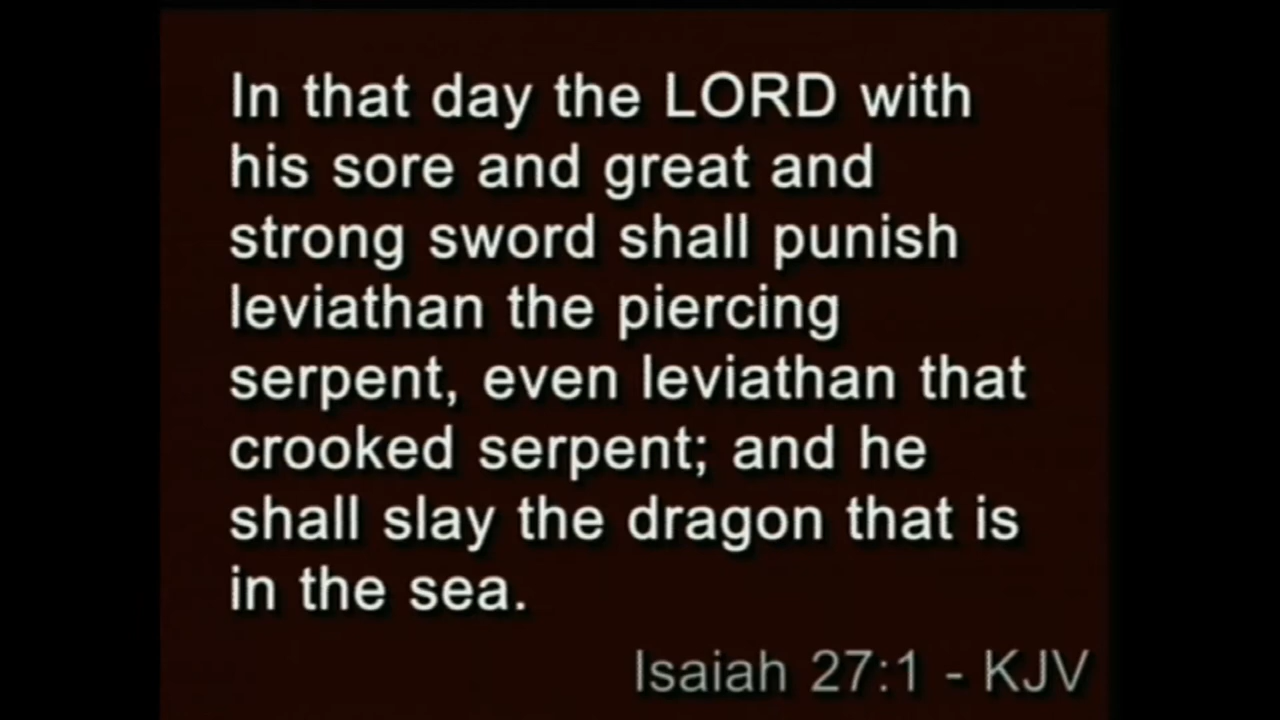 In that day the LORD with
his sore and great and
strong sword shall punish
leviathan the piercing
serpent, even leviathan that
crooked serpent; and he
shall slay the dragon that is
in the sea.
Isaiah 27:1 - KJV